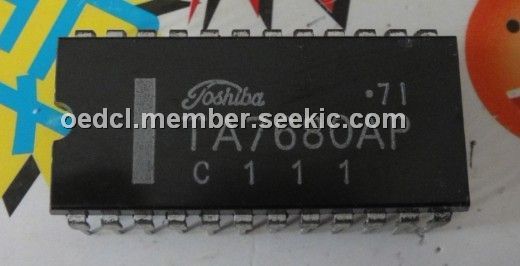 Toshiba
·71
oedcl.member.seekic.com
TA7680AP
C 1 1 1